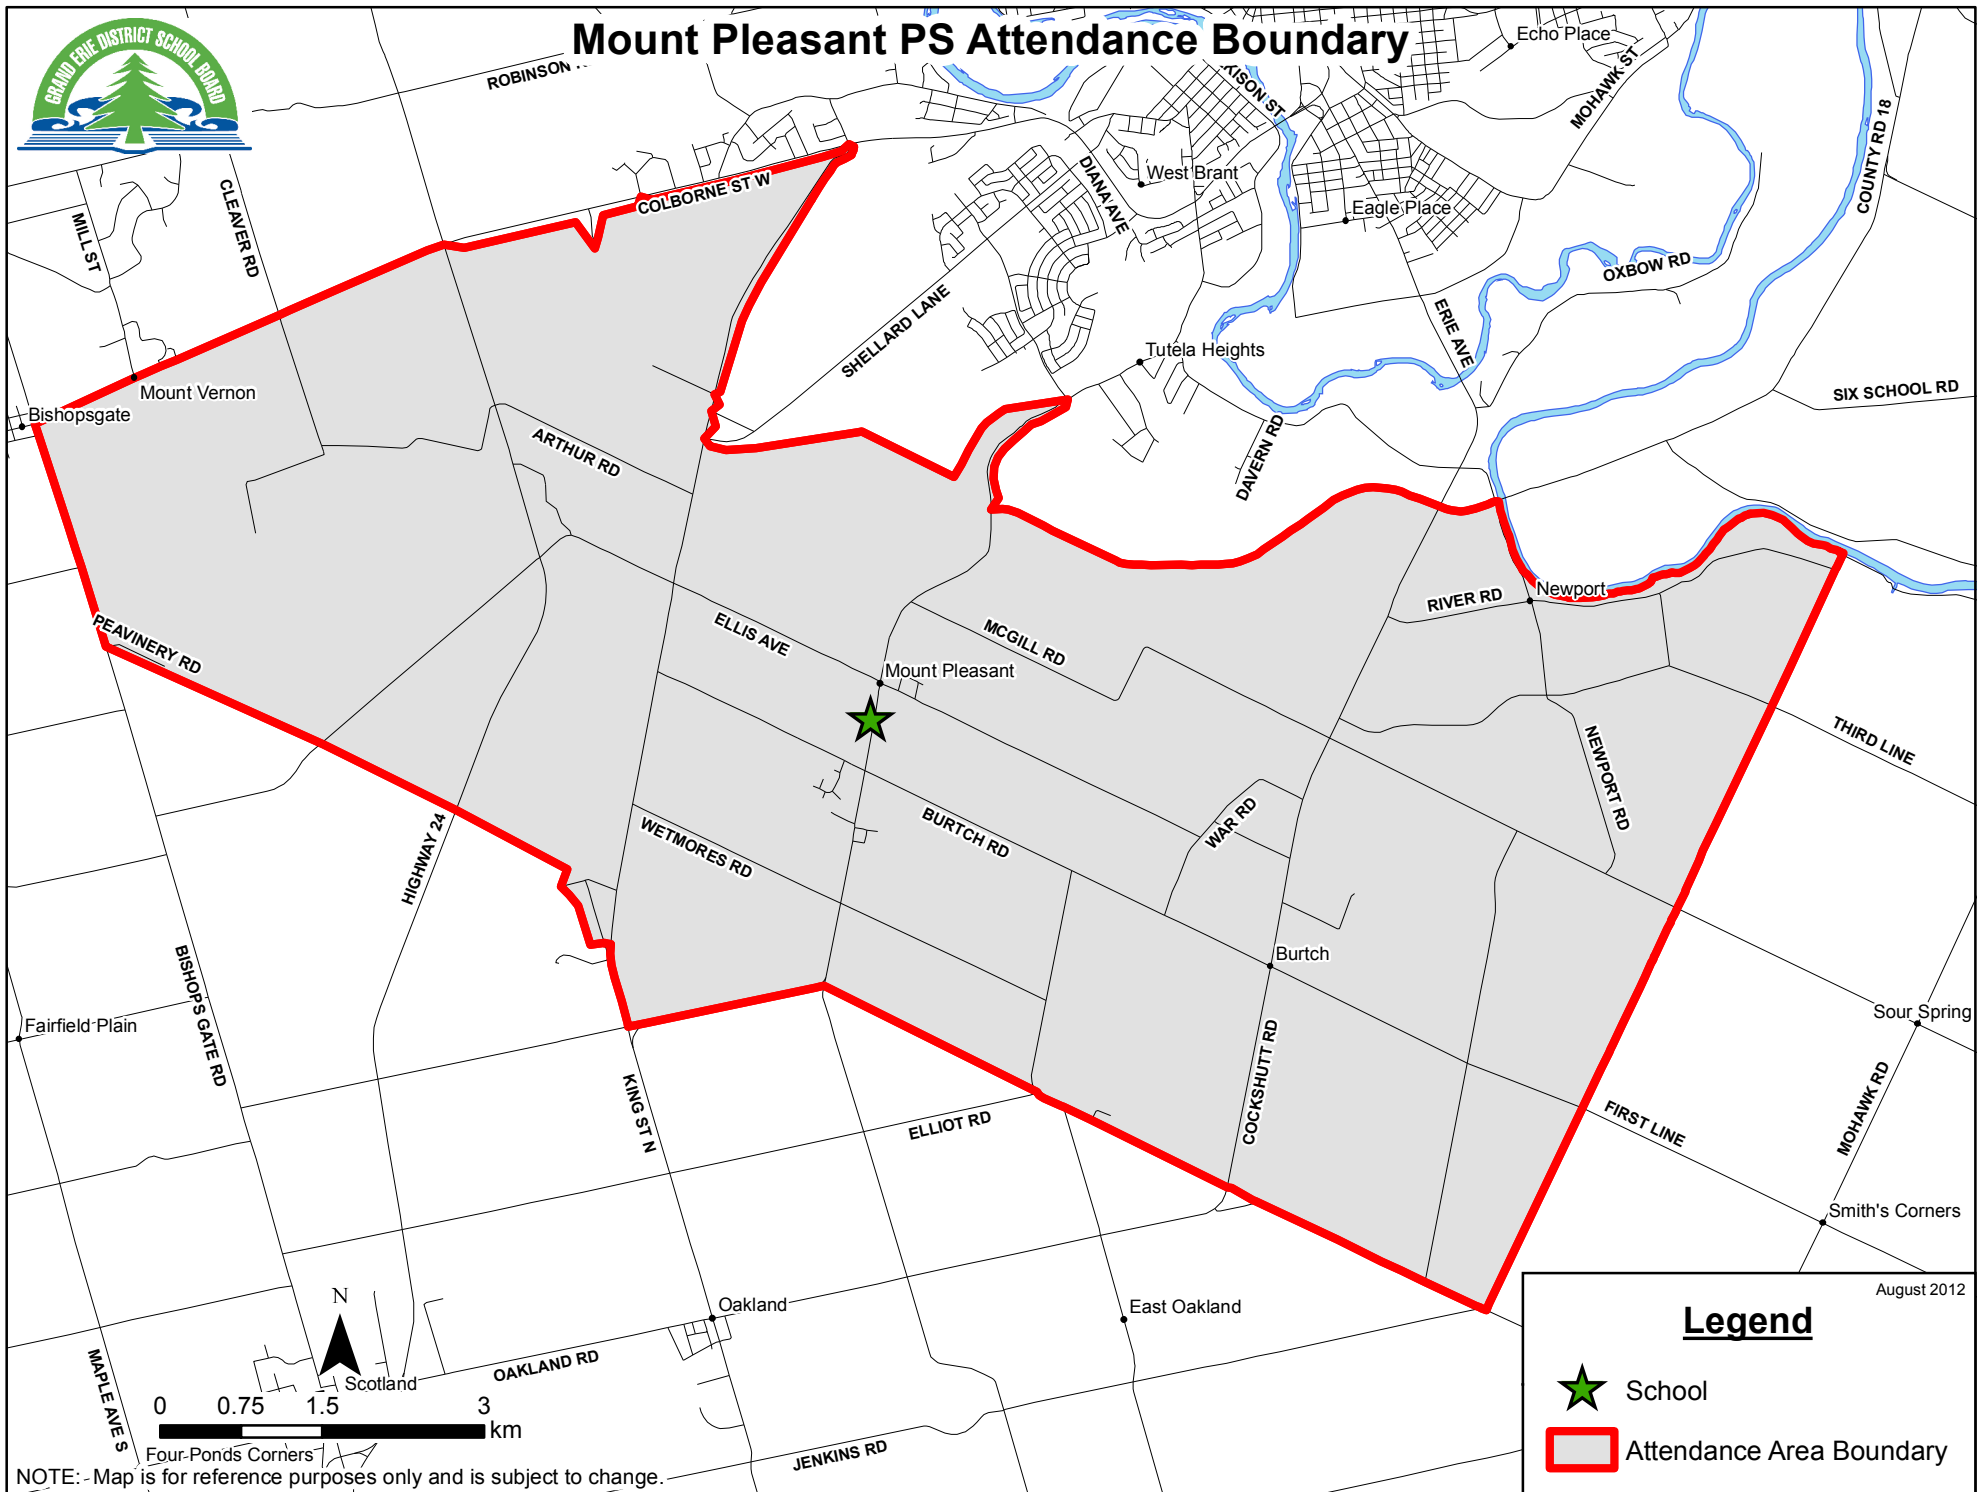 Mount Pleasant PS Attendance Boundary
GRAND ERIE DISTRICT SCHOOL BOARD
Echo Place
MOHAWK ST
COUNTY RD 18
COLBORNE ST W
DIANA AVE
West Brant
Eagle Place
MILL ST
CLEAVER RD
OXBOW RD
ERIE AVE
SHELLARD LANE
Tutela Heights
SIX SCHOOL RD
Mount Vernon
Bishopsgate
ARTHUR RD
DAVERN RD
PEAVINERY RD
ELLIS AVE
MCGILL RD
RIVER RD
Newport
Mount Pleasant
THIRD LINE
NEWPORT RD
HIGHWAY 24
WETMORES RD
BURTCH RD
WAR RD
Burtch
BISHOPS GATE RD
Fairfield Plain
Sour Spring
COCKSHUTT RD
MOHAWK RD
KING ST N
ELLIOT RD
FIRST LINE
Smith's Corners
Oakland
East Oakland
OAKLAND RD
MAPLE AVE S
JENKINS RD
N
Scotland
0 0.75 1.5 3
km
Four Ponds Corners
NOTE: Map is for reference purposes only and is subject to change.
August 2012
Legend
School
Attendance Area Boundary